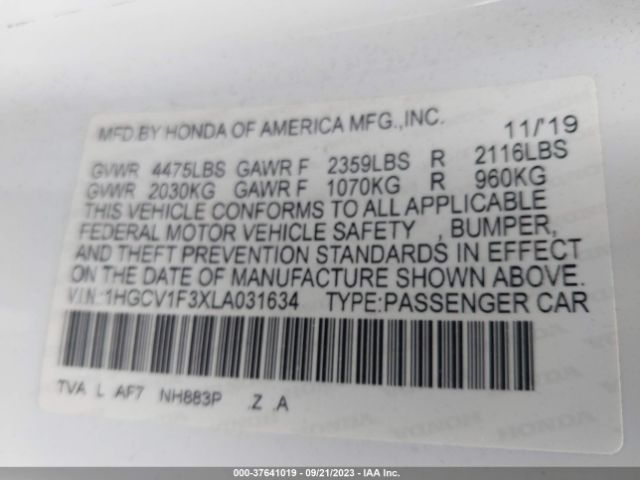 MFD.BY HONDA OF AMERICA MFG.,INC. 11/'19
GVWR 4475LBS GAWR F 2359LBS R 2116LBS
GVWR 2030KG GAWR F 1070KG R 960KG
THIS VEHICLE CONFORMS TO ALL APPLICABLE
FEDERAL MOTOR VEHICLE SAFETY , BUMPER,
AND THEFT PREVENTION STANDARDS IN EFFECT
ON THE DATE OF MANUFACTURE SHOWN ABOVE.
V.I.N.:1HGCV1F3XLA031634 TYPE:PASSENGER CAR
TVA L AF7 NH883P Z A
HONDA
000-37641019 - 09/21/2023 - IAA Inc.